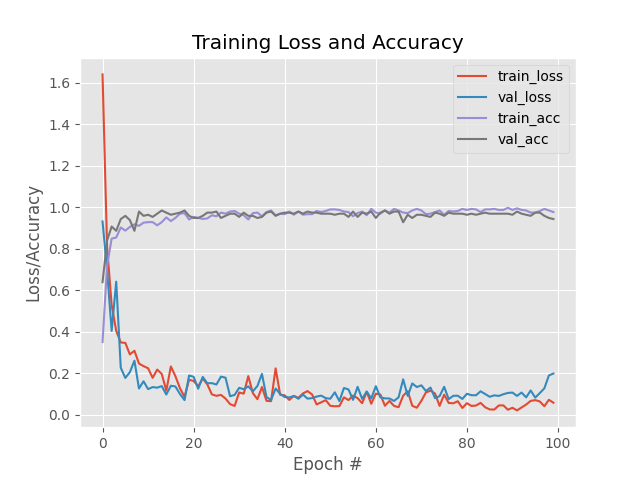 Training Loss and Accuracy
train_loss
val_loss
train_acc
val_acc
Loss/Accuracy
1.6
1.4
1.2
1.0
0.8
0.6
0.4
0.2
0.0
0 20 40 60 80 100
Epoch #